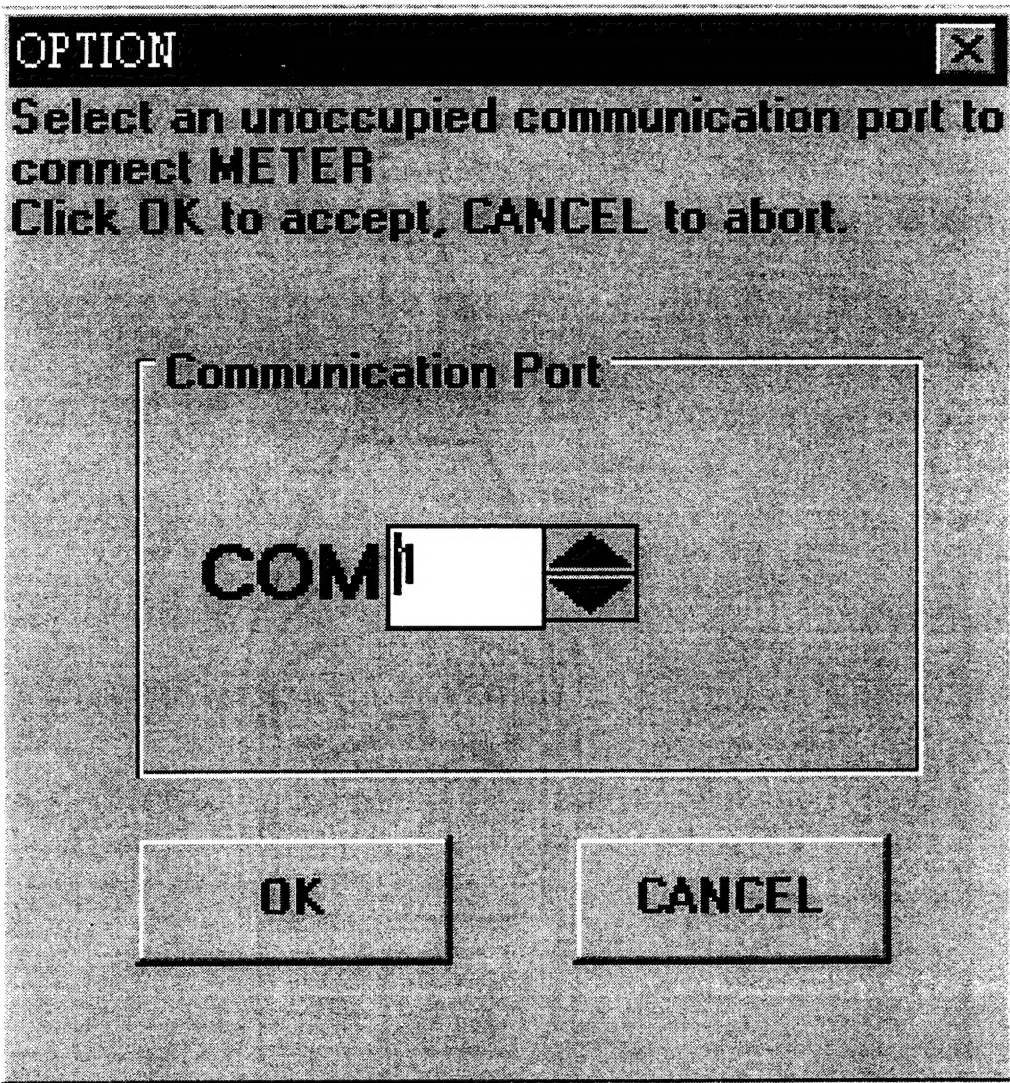 OPTION
Select an unoccupied communication port to
connect METER
Click OK to accept, CANCEL to abort.
Communication Port
COM 1
OK
CANCEL